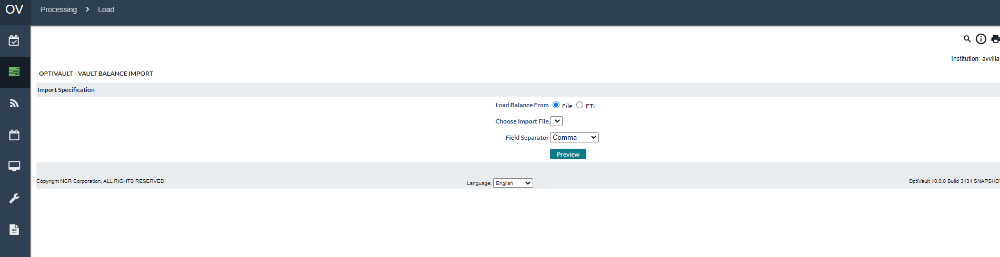 OV Processing Load
Institution: avvilla
OPTIVAULT - VAULT BALANCE IMPORT
Import Specification
Load Balance From File ETL
Choose Import File
Field Separator Comma
Preview
Copyright NCR Corporation, ALL RIGHTS RESERVED. Language: English OptiVault 10.0.0 Build 3131 SNAPSHOT